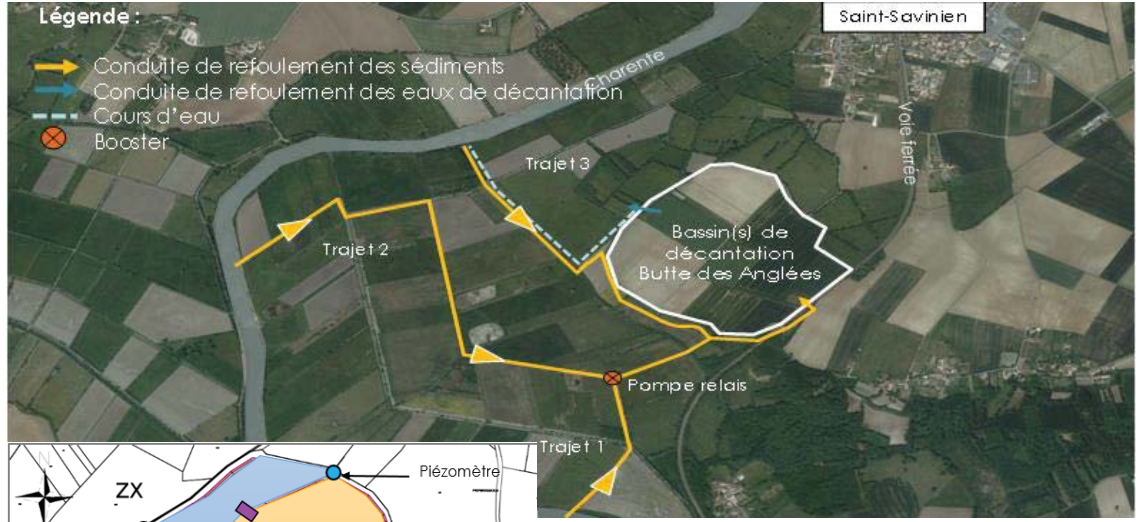 Légende :
Conduite de refoulement des sédiments
Conduite de refoulement des eaux de décantation
Cours d'eau
Booster
Saint-Savinien
Charente
Voie ferrée
Trajet 3
Trajet 2
Bassin(s) de
décantation
Butte des Anglées
Pompe relais
Trajet 1
Piézomètre
N
ZX